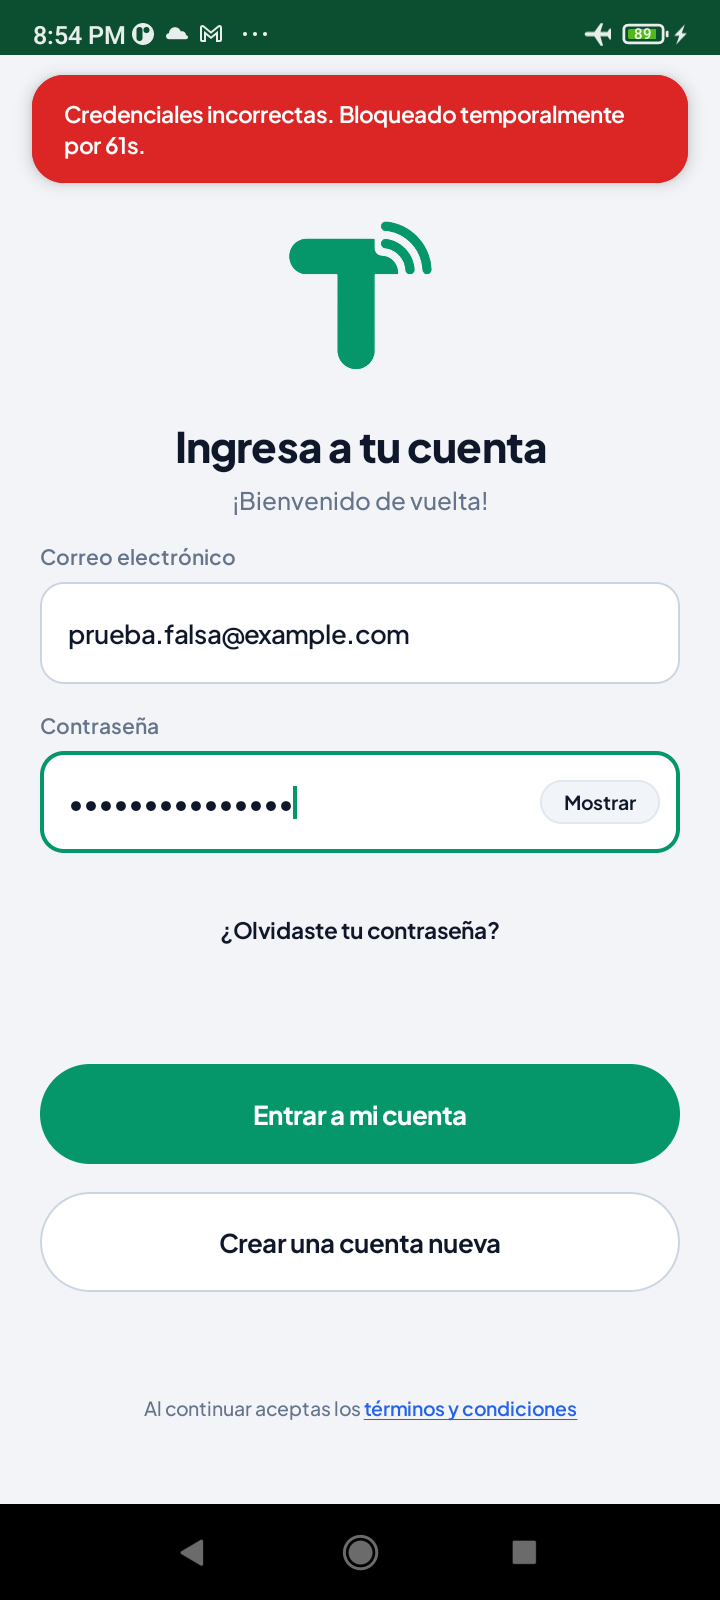 8:54 PM
89
Credenciales incorrectas. Bloqueado temporalmente
por 61s.
Ingresa a tu cuenta
¡Bienvenido de vuelta!
Correo electrónico
prueba.falsa@example.com
Contraseña
Mostrar
¿Olvidaste tu contraseña?
Entrar a mi cuenta
Crear una cuenta nueva
Al continuar aceptas los términos y condiciones